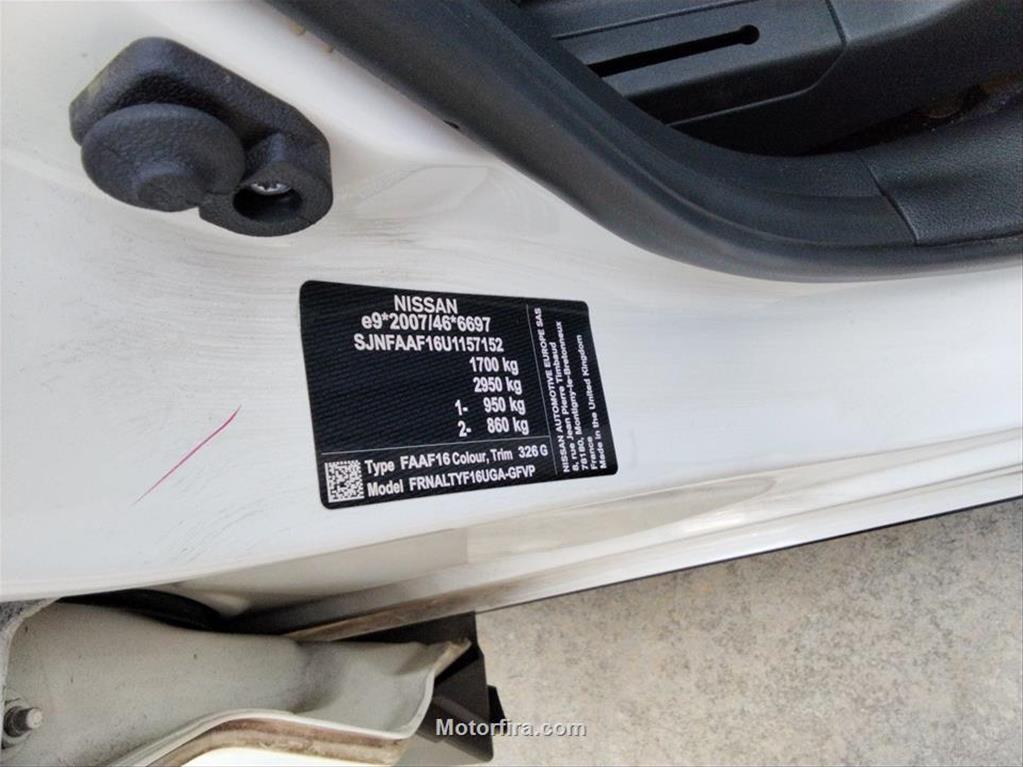 NISSAN
e9*2007/46*6697
SJNFAAF16U1157152
1700 kg
2950 kg
1- 950 kg
2- 860 kg
Type FAAF16 Colour, Trim 326 G
Model FRNALTYF16UGA-GFVP
NISSAN AUTOMOTIVE EUROPE SAS
8, rue Jean Pierre Timbaud
78180, Montigny-le-Bretonneux
France
Made in the United Kingdom
Motorfira.com